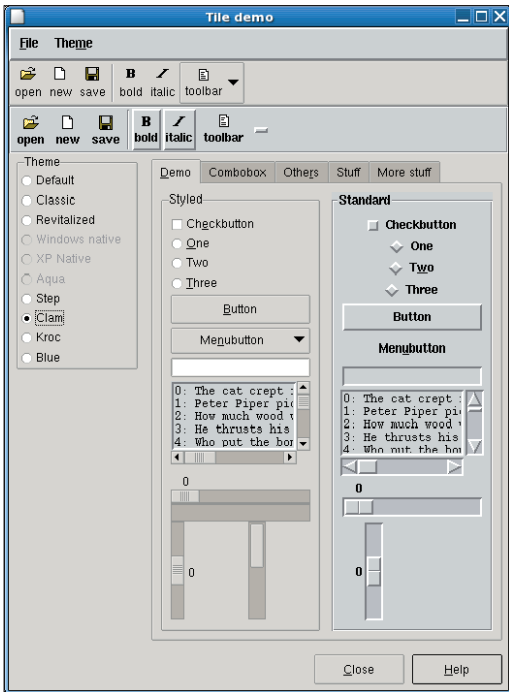 Tile demo
File Theme
open new save bold italic toolbar
open new save bold italic toolbar
Theme
Default
Classic
Revitalized
Windows native
XP Native
Aqua
Step
Clam
Kroc
Blue
Demo Combobox Others Stuff More stuff
Styled
Checkbutton
One
Two
Three
Button
Menubutton
0: The cat crept
1: Peter Piper pic
2: How much wood
3: He thrusts his
4: Who put the bom
0
0
Standard
Checkbutton
One
Two
Three
Button
Menubutton
0: The cat crept
1: Peter Piper pic
2: How much wood
3: He thrusts his
4: Who put the bom
0
0
Close Help